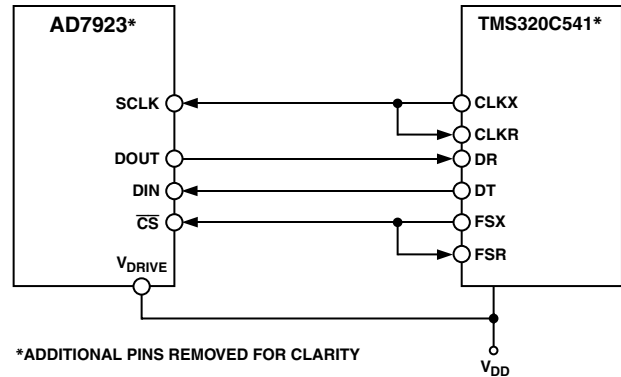 AD7923*
TMS320C541*
SCLK
CLKX
CLKR
DOUT
DR
DIN
DT
CS
FSX
FSR
VDRIVE
*ADDITIONAL PINS REMOVED FOR CLARITY
VDD